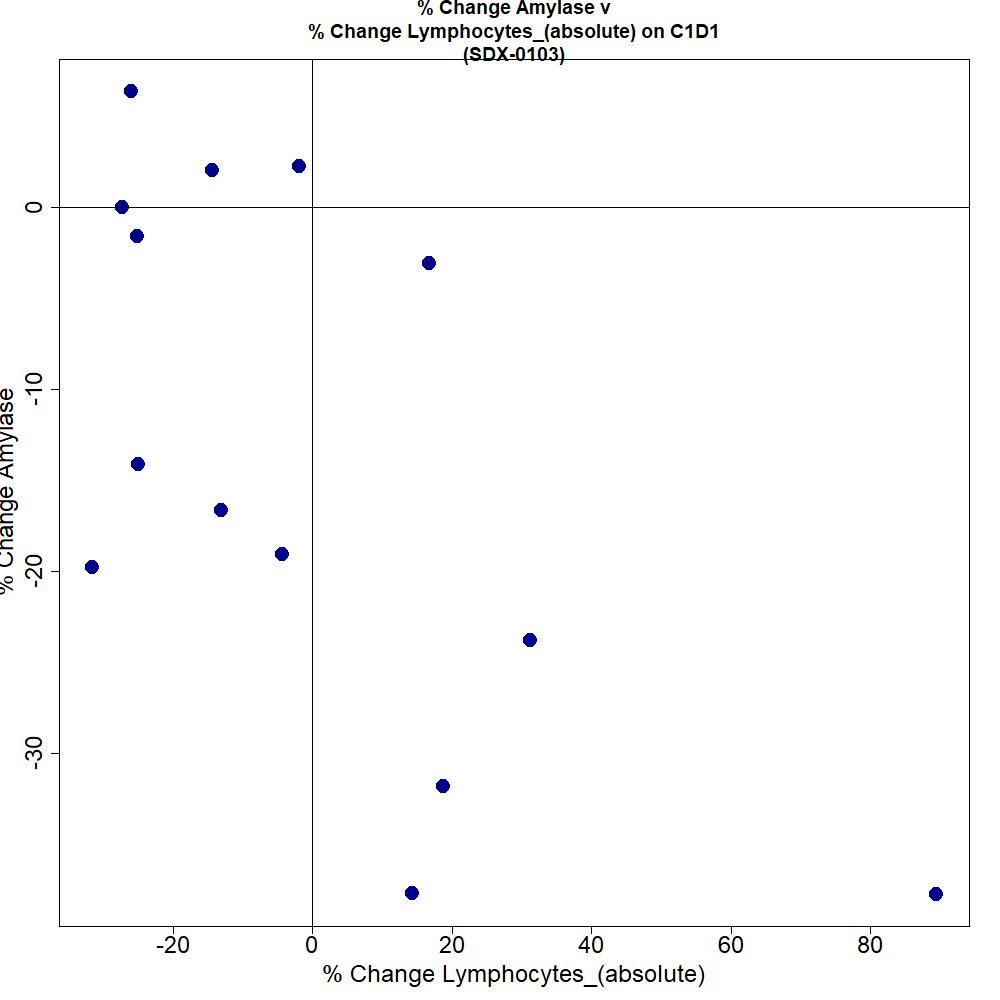 % Change Amylase v
% Change Lymphocytes_(absolute) on C1D1
(SDX-0103)
% Change Amylase
0
-10
-20
-30
-20
0
20
40
60
80
% Change Lymphocytes_(absolute)